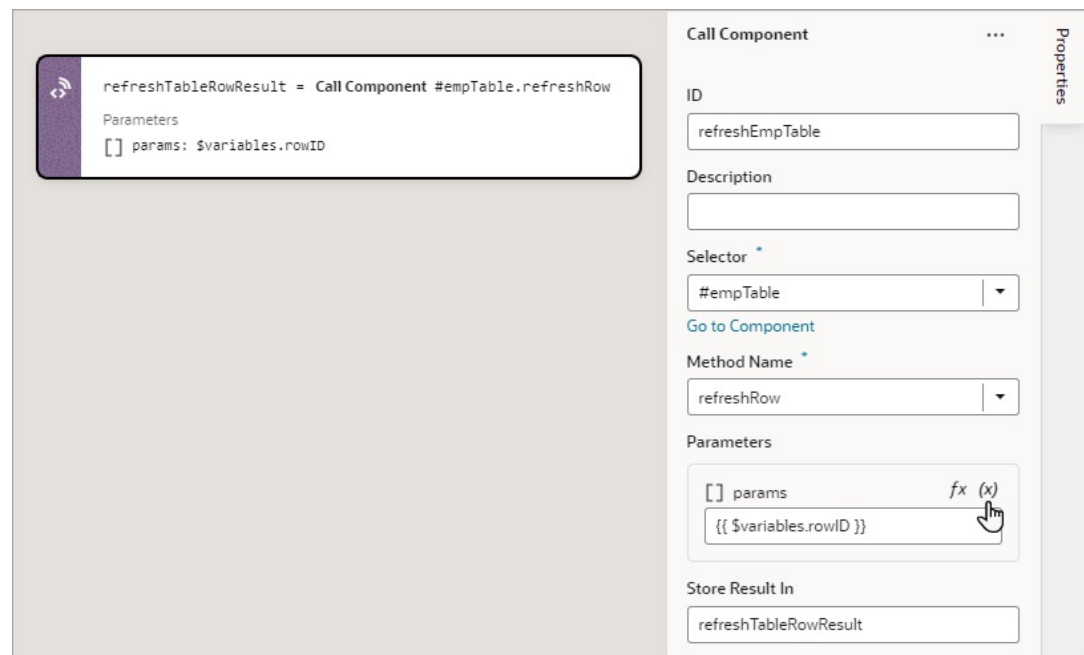 refreshTableRowResult = Call Component #empTable.refreshRow
Parameters
[] params: $variables.rowID
Call Component
...
Properties
ID
refreshEmpTable
Description
Selector *
#empTable
Go to Component
Method Name *
refreshRow
Parameters
[] params fx (x)
{{ $variables.rowID }}
Store Result In
refreshTableRowResult